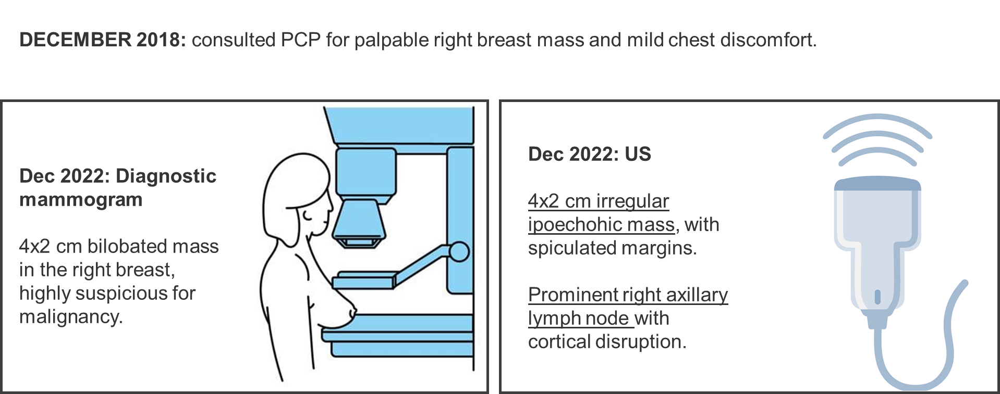 DECEMBER 2018: consulted PCP for palpable right breast mass and mild chest discomfort.
Dec 2022: Diagnostic
mammogram
4x2 cm bilobated mass
in the right breast,
highly suspicious for
malignancy.
Dec 2022: US
4x2 cm irregular
ipoechohic mass, with
spiculated margins.
Prominent right axillary
lymph node with
cortical disruption.